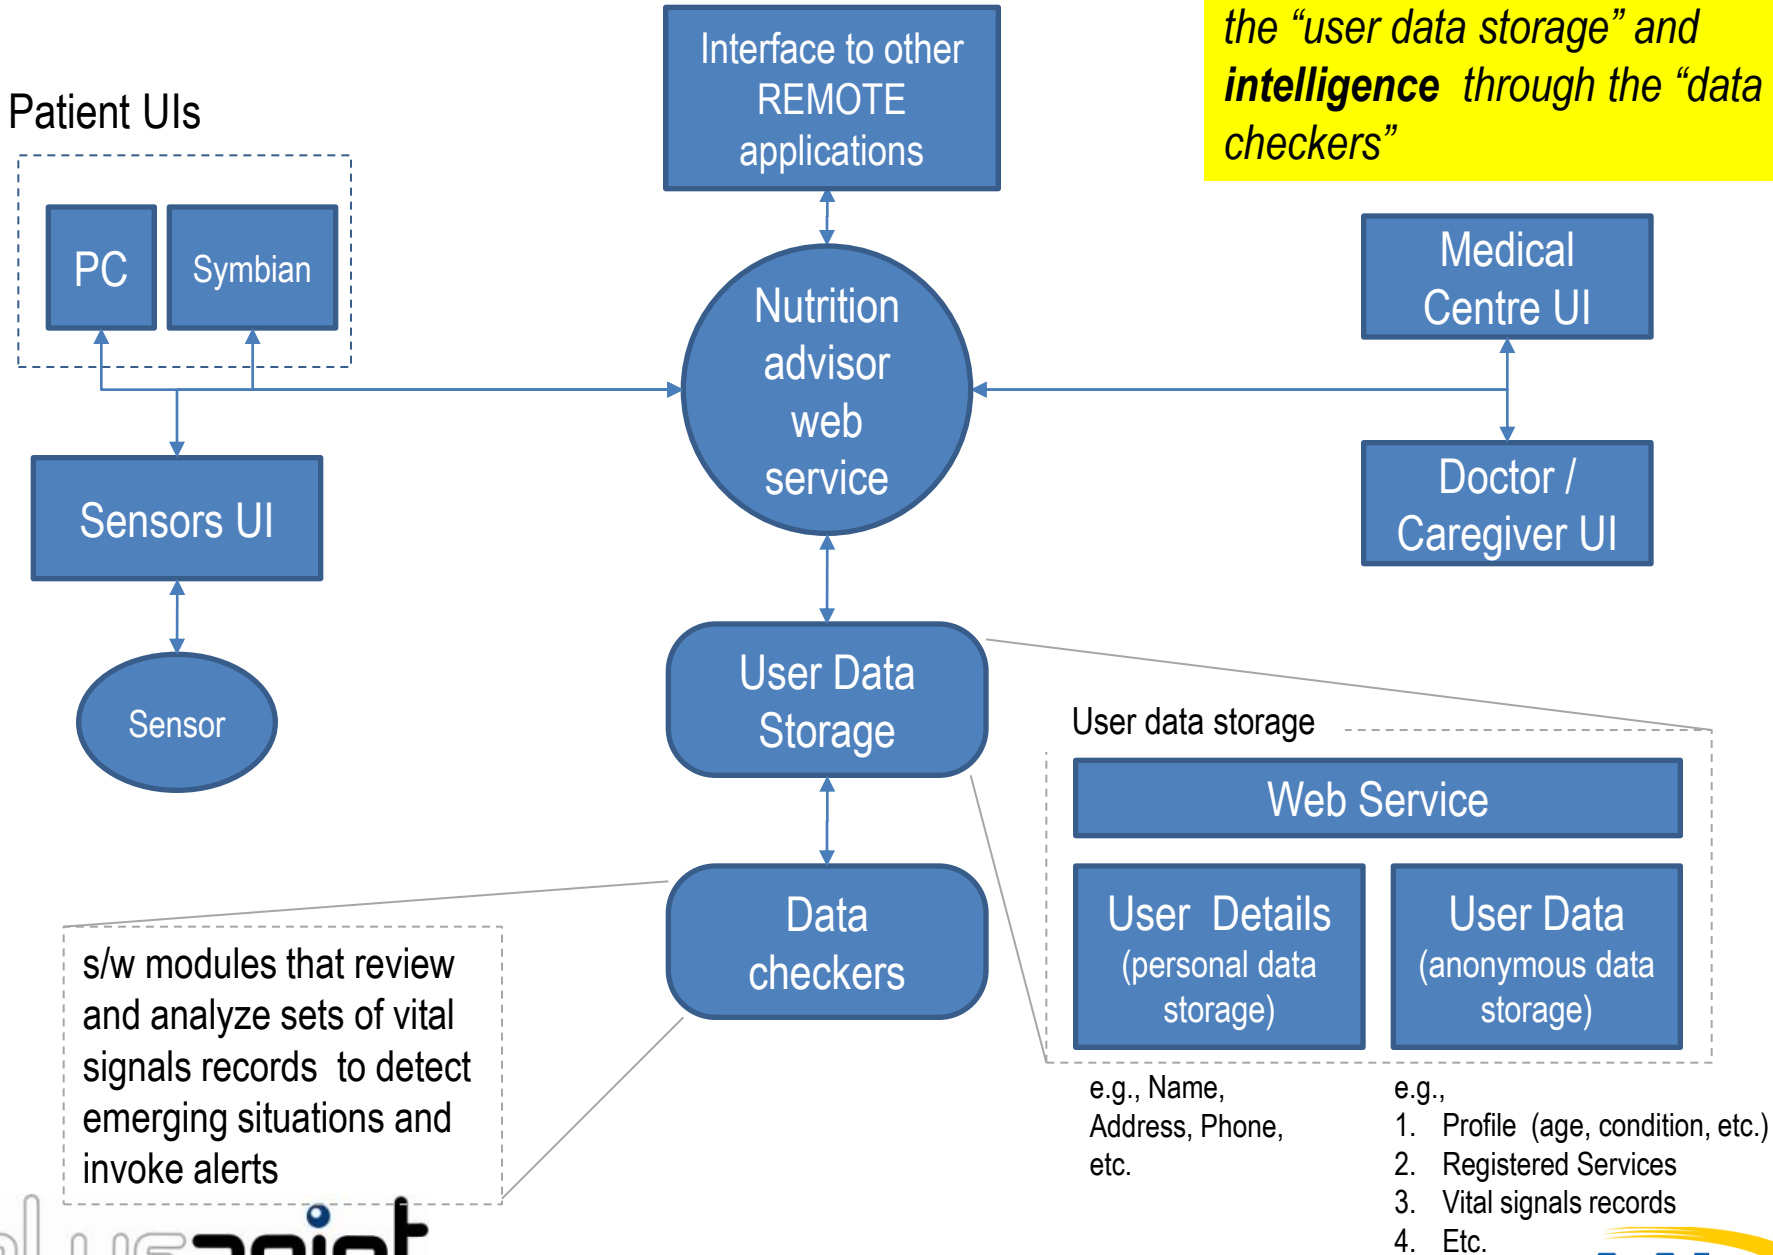 the “user data storage” and
intelligence through the “data
checkers”
Interface to other
REMOTE
applications
Patient UIs
PC
Symbian
Nutrition
advisor
web
service
Medical
Centre UI
Sensors UI
Doctor /
Caregiver UI
Sensor
User Data
Storage
User data storage
Web Service
User Details
(personal data
storage)
User Data
(anonymous data
storage)
Data
checkers
s/w modules that review
and analyze sets of vital
signals records to detect
emerging situations and
invoke alerts
e.g., Name,
Address, Phone,
etc.
e.g.,
1. Profile (age, condition, etc.)
2. Registered Services
3. Vital signals records
4. Etc.